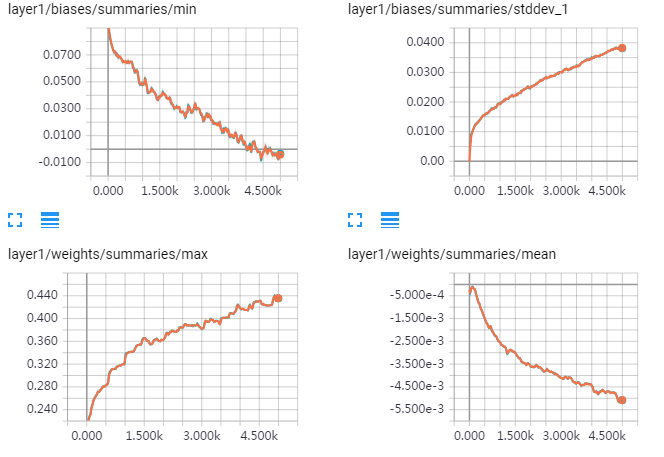 layer1/biases/summaries/min
0.0700
0.0500
0.0300
0.0100
-0.0100
0.000 1.500k 3.000k 4.500k
layer1/biases/summaries/stddev_1
0.0400
0.0300
0.0200
0.0100
0.00
0.000 1.500k 3.000k 4.500k
layer1/weights/summaries/max
0.440
0.400
0.360
0.320
0.280
0.240
0.000 1.500k 3.000k 4.500k
layer1/weights/summaries/mean
-5.000e-4
-1.500e-3
-2.500e-3
-3.500e-3
-4.500e-3
-5.500e-3
0.000 1.500k 3.000k 4.500k